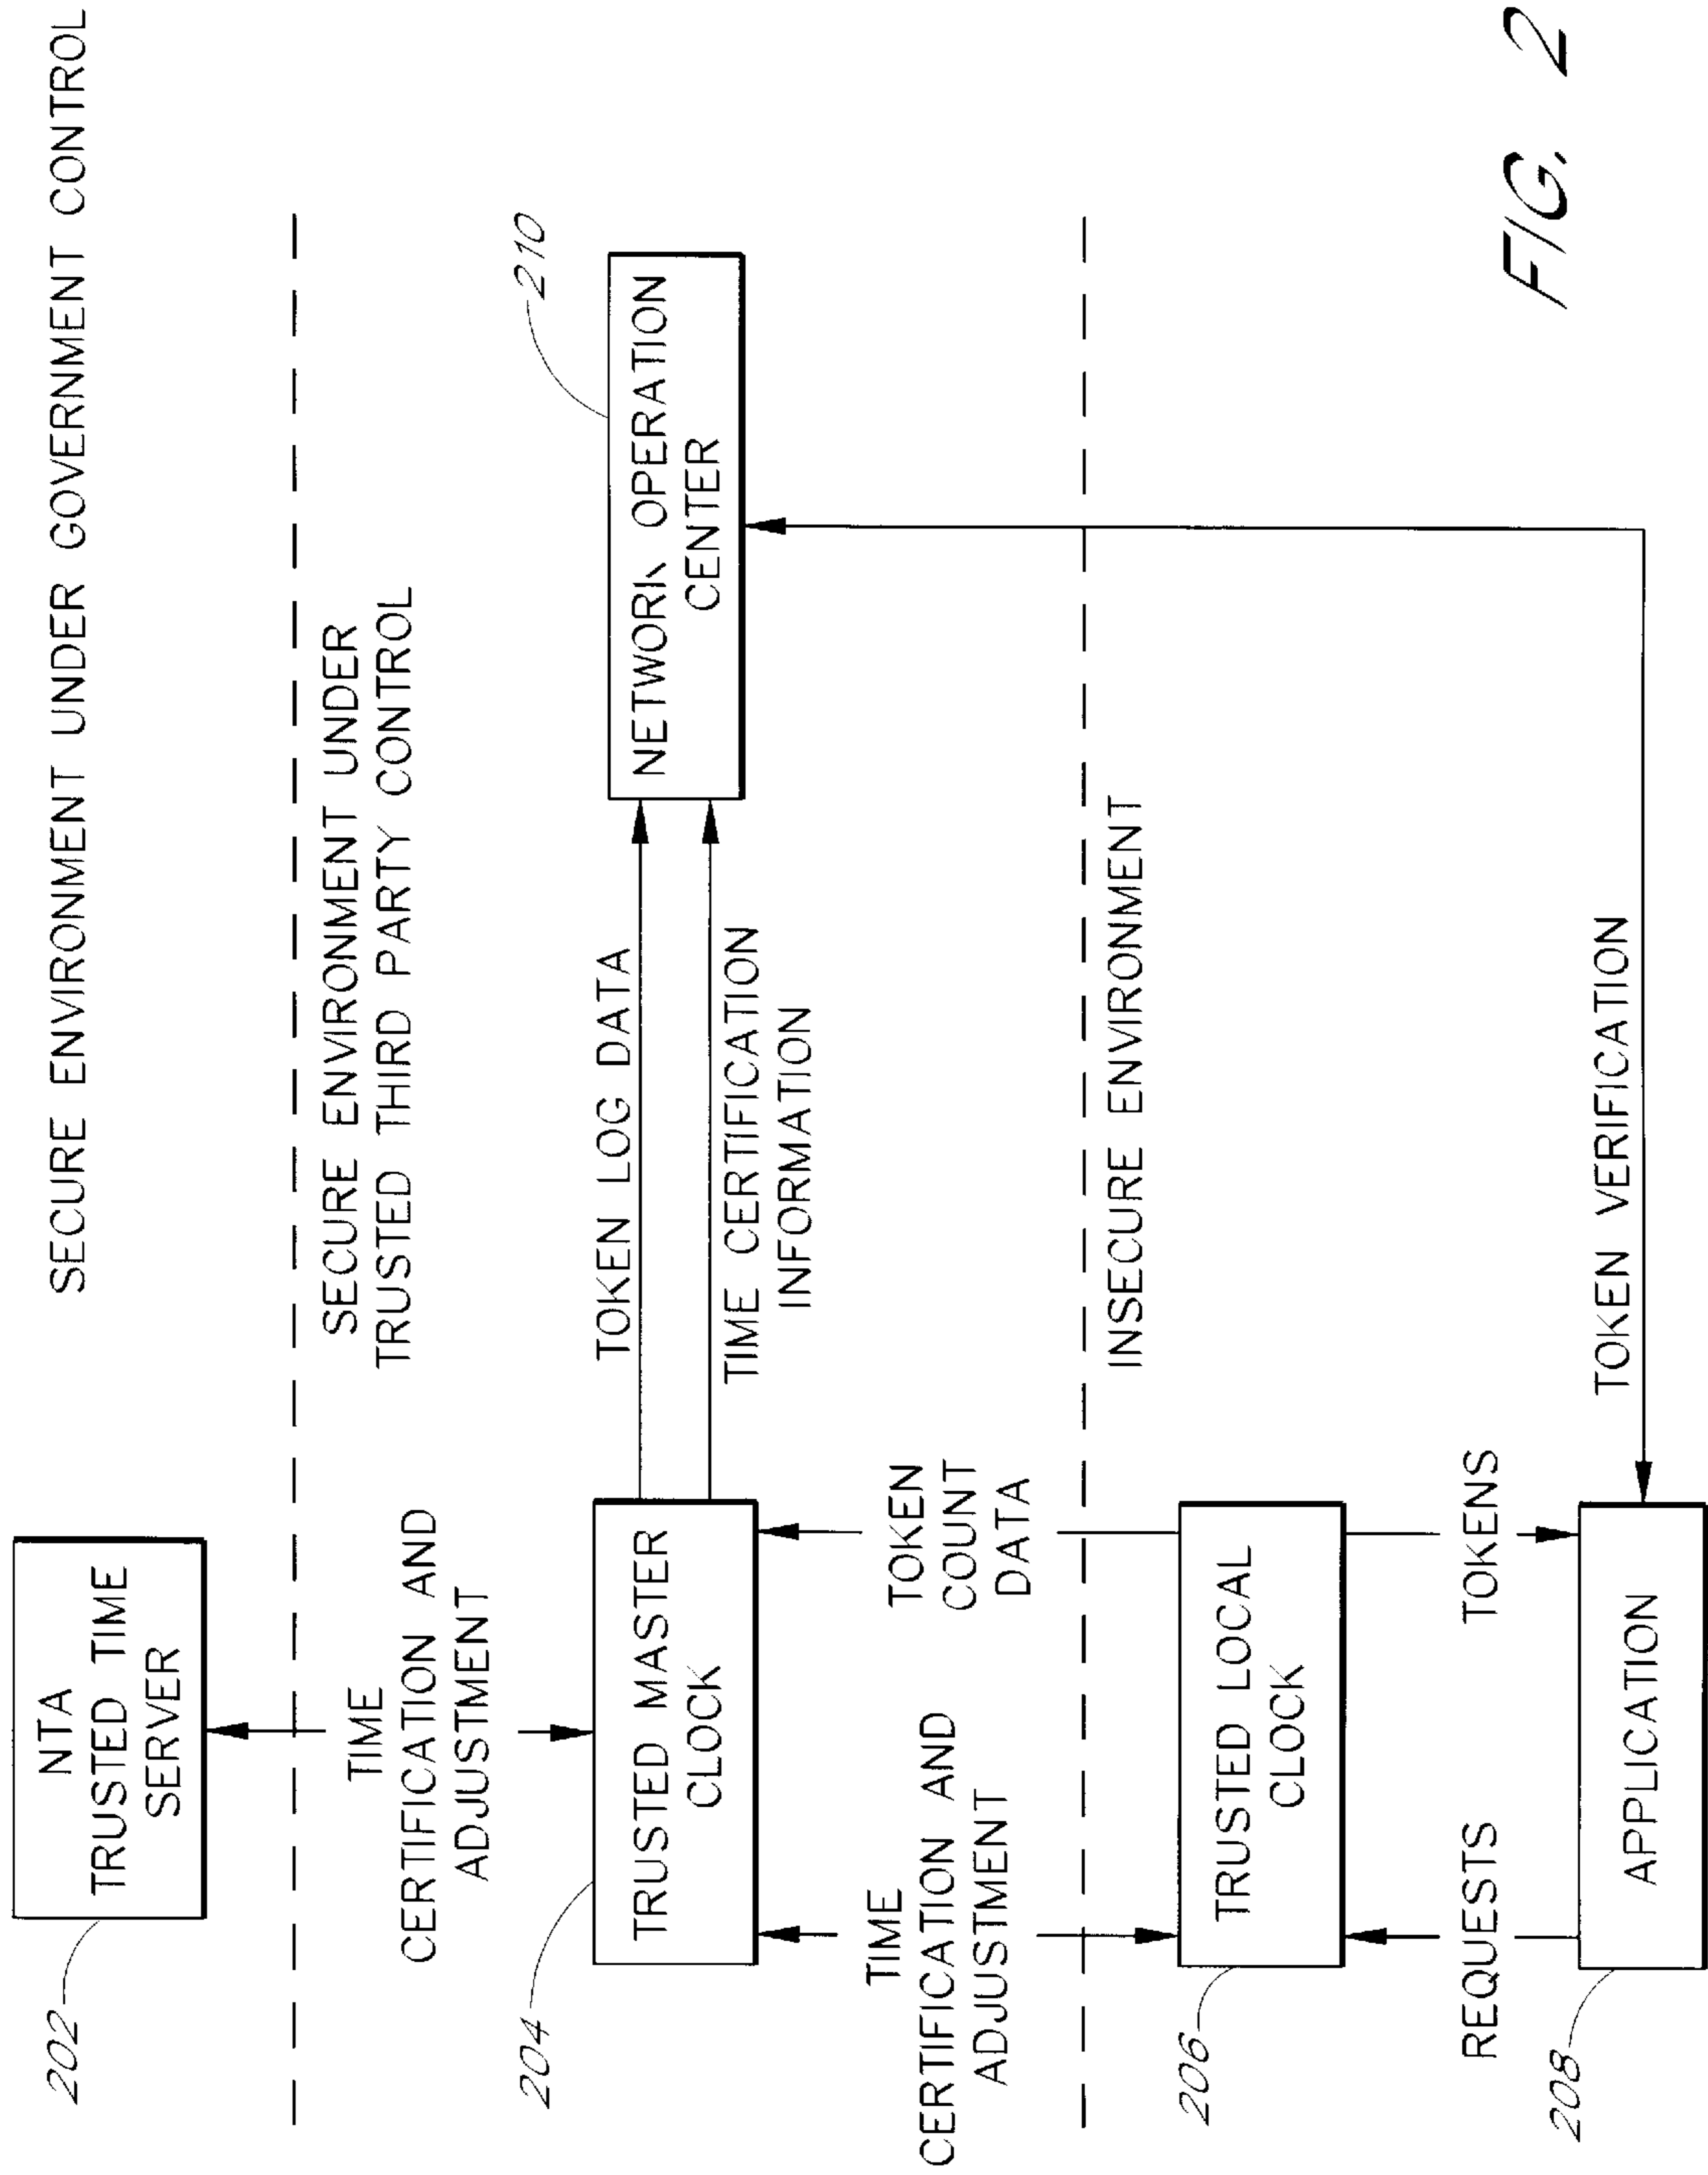 SECURE ENVIRONMENT UNDER GOVERNMENT CONTROL
202
NTA
TRUSTED TIME
SERVER
SECURE ENVIRONMENT UNDER
TRUSTED THIRD PARTY CONTROL
TIME
CERTIFICATION AND
ADJUSTMENT
204
TRUSTED MASTER
CLOCK
TOKEN LOG DATA
TIME CERTIFICATION
INFORMATION
210
NETWORK OPERATION
CENTER
TIME
CERTIFICATION AND
ADJUSTMENT
TOKEN
COUNT
DATA
INSECURE ENVIRONMENT
206
TRUSTED LOCAL
CLOCK
REQUESTS
TOKENS
208
APPLICATION
TOKEN VERIFICATION
FIG. 2